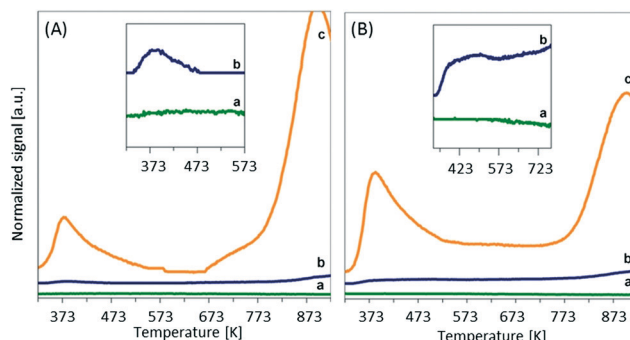 (A)
b
a
373 473 573
c
b
a
373 473 573 673 773 873
Temperature [K]
Normalized signal [a.u.]
(B)
b
a
423 573 723
c
b
a
373 473 573 673 773 873
Temperature [K]